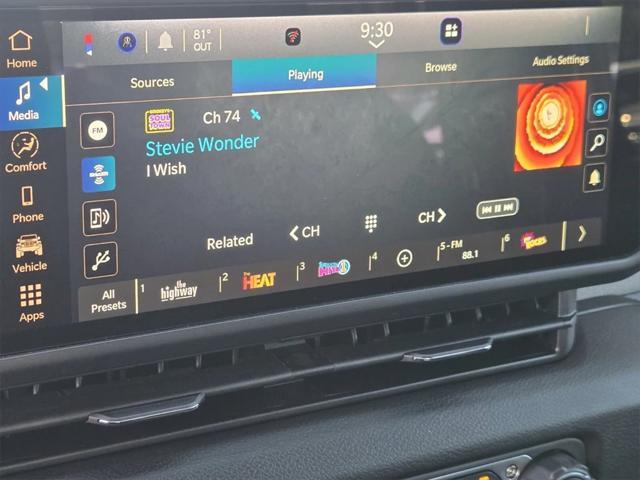 Home
81°
OUT
9:30
Sources
Playing
Browse
Audio Settings
Media
SOUL
TOWN
Ch 74
FM
Stevie Wonder
I Wish
Comfort
Phone
Related
CH
CH
Vehicle
All
Presets
1
the
highway
2
HEAT
3
4
5 - FM
88.1
6
Apps